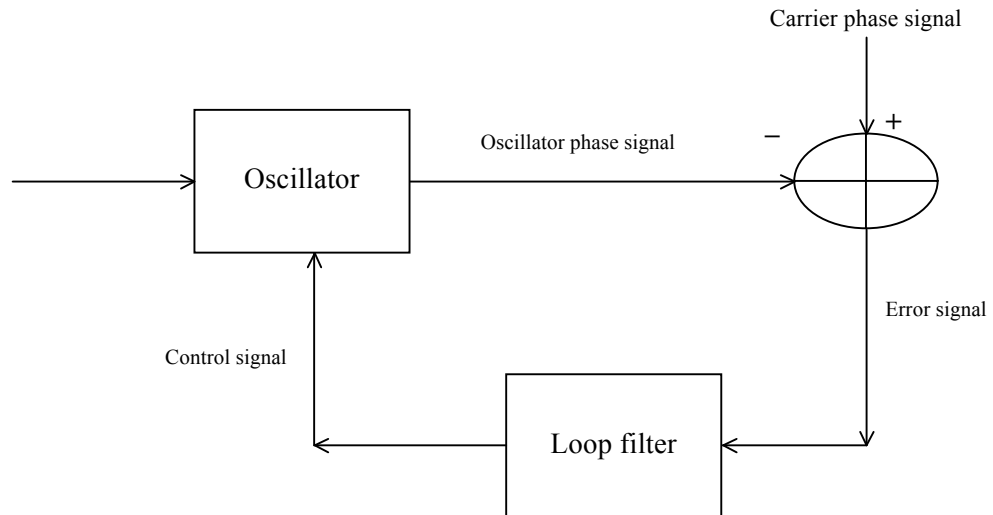 Carrier phase signal
− +
Oscillator phase signal
Oscillator
Error signal
Control signal
Loop filter